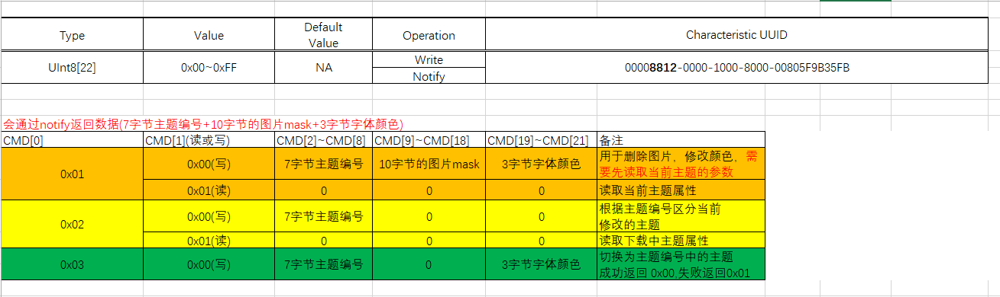 Type Value Default Value Operation Characteristic UUID
UInt8[22] 0x00~0xFF NA Write 00008812-0000-1000-8000-00805F9B35FB
Notify
会通过notify返回数据(7字节主题编号+10字节的图片mask+3字节字体颜色)
CMD[0] CMD[1](读或写) CMD[2]~CMD[8] CMD[9]~CMD[18] CMD[19]~CMD[21] 备注
0x01 0x00(写) 7字节主题编号 10字节的图片mask 3字节字体颜色 用于删除图片，修改颜色，需
要先读取当前主题的参数
0x01(读) 0 0 0 读取当前主题属性
0x02 0x00(写) 7字节主题编号 0 0 根据主题编号区分当前
修改的主题
0x01(读) 0 0 0 读取下载中主题属性
0x03 0x00(写) 7字节主题编号 0 3字节字体颜色 切换为主题编号中的主题
成功返回 0x00,失败返回0x01